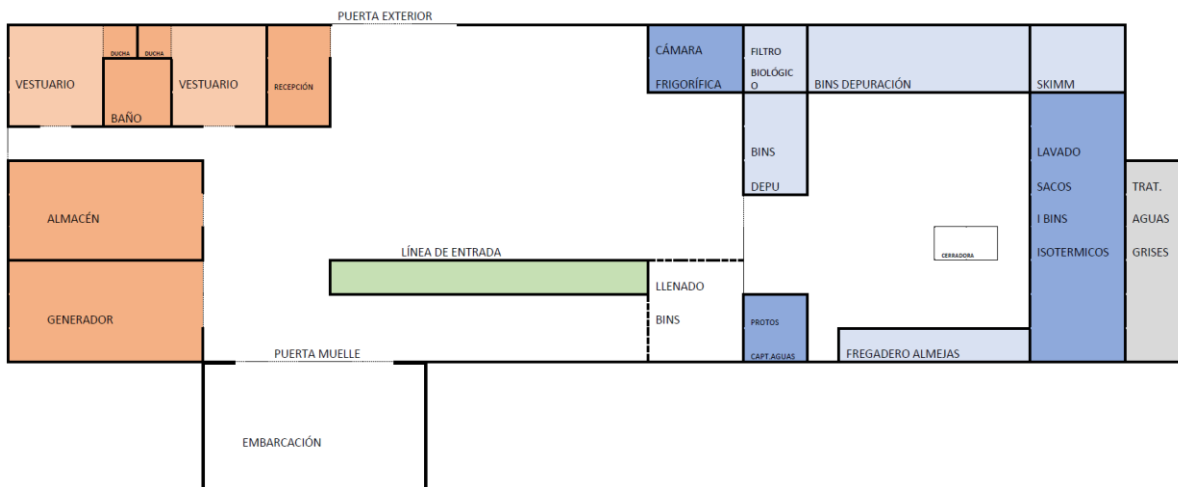 PUERTA EXTERIOR
DUCHA
DUCHA
VESTUARIO
VESTUARIO
RECEPCIÓN
BAÑO
CÁMARA
FRIGORÍFICA
FILTRO
BIOLÓGIC
O
BINS DEPURACIÓN
SKIMM
BINS
DEPU
LAVADO
SACOS
I BINS
ISOTERMICOS
TRAT.
AGUAS
GRISES
ALMACÉN
LÍNEA DE ENTRADA
CERRADORA
LLENADO
BINS
GENERADOR
PROTOS
CAPT.AGUAS
FREGADERO ALMEJAS
PUERTA MUELLE
EMBARCACIÓN